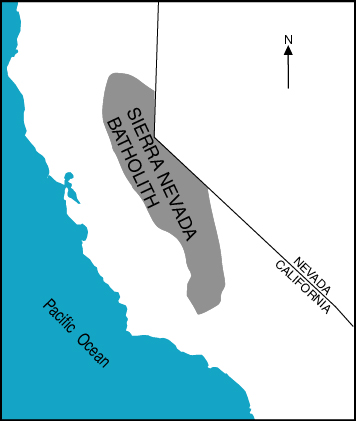 N
SIERRA NEVADA
BATHOLITH
NEVADA
CALIFORNIA
Pacific Ocean